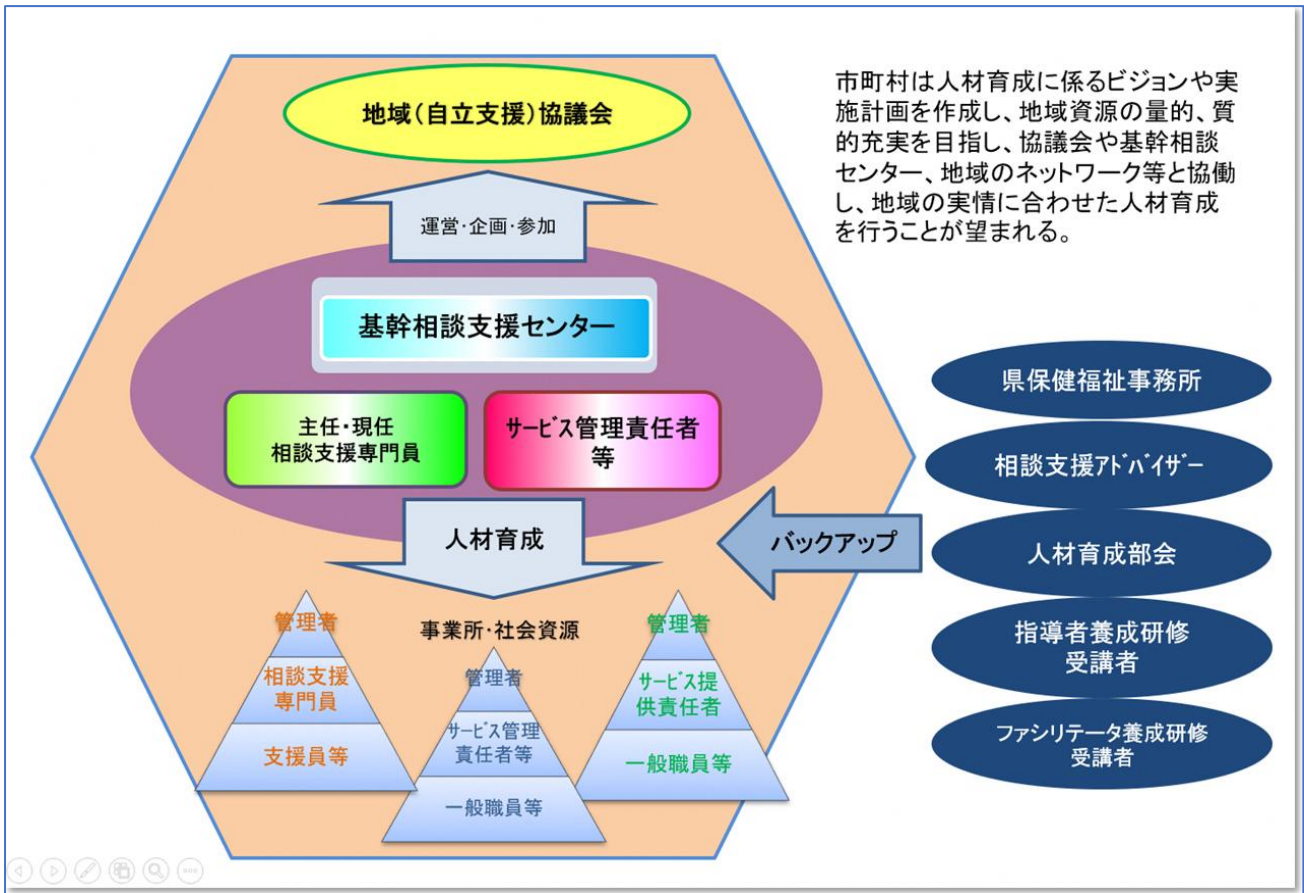 地域(自立支援)協議会
運営・企画・参加
基幹相談支援センター
主任・現任
相談支援専門員
サービス管理責任者
等
人材育成
事業所・社会資源
管理者
相談支援
専門員
支援員等
管理者
サービス管理
責任者等
一般職員等
管理者
サービス提
供責任者
一般職員等
市町村は人材育成に係るビジョンや実
施計画を作成し、地域資源の量的、質
的充実を目指し、協議会や基幹相談
センター、地域のネットワーク等と協働
し、地域の実情に合わせた人材育成
を行うことが望まれる。
バックアップ
県保健福祉事務所
相談支援アドバイザー
人材育成部会
指導者養成研修
受講者
ファシリテータ養成研修
受講者